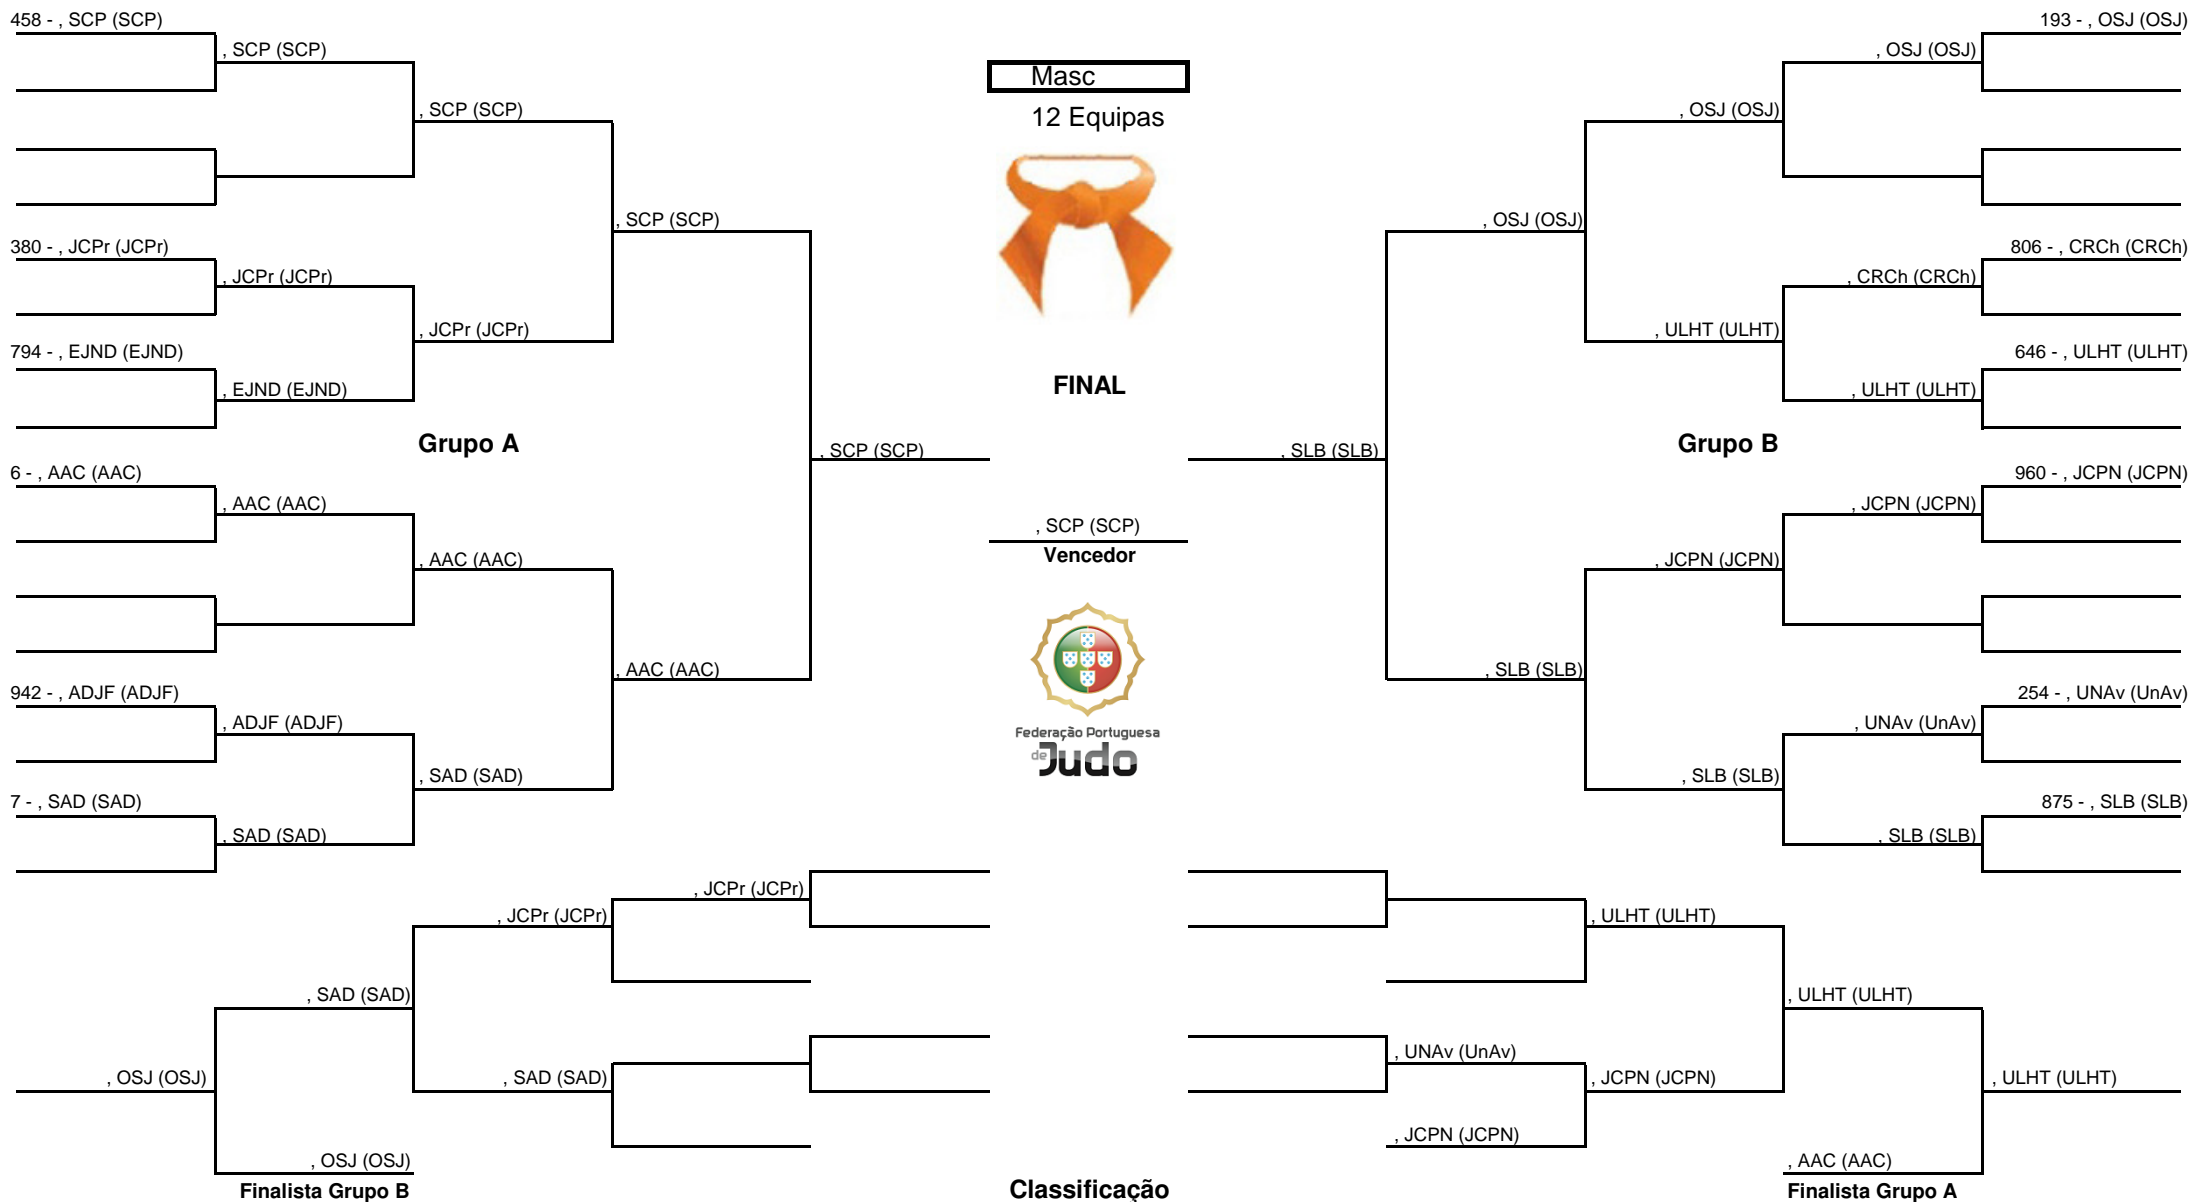 458 - , SCP (SCP)
, SCP (SCP)
, SCP (SCP)
380 - , JCPr (JCPr)
, JCPr (JCPr)
, JCPr (JCPr)
794 - , EJND (EJND)
, EJND (EJND)
, SCP (SCP)
Grupo A
6 - , AAC (AAC)
, AAC (AAC)
, AAC (AAC)
942 - , ADJF (ADJF)
, ADJF (ADJF)
, SAD (SAD)
7 - , SAD (SAD)
, SAD (SAD)
, AAC (AAC)
, SCP (SCP)
Masc
12 Equipas
FINAL
, SCP (SCP)
Vencedor
Federação Portuguesa
de Judo
193 - , OSJ (OSJ)
, OSJ (OSJ)
, OSJ (OSJ)
, OSJ (OSJ)
806 - , CRCh (CRCh)
, CRCh (CRCh)
, ULHT (ULHT)
646 - , ULHT (ULHT)
, ULHT (ULHT)
Grupo B
, SLB (SLB)
960 - , JCPN (JCPN)
, JCPN (JCPN)
, JCPN (JCPN)
, SLB (SLB)
254 - , UNAv (UnAv)
, UNAv (UnAv)
, SLB (SLB)
875 - , SLB (SLB)
, SLB (SLB)
, JCPr (JCPr)
, JCPr (JCPr)
, SAD (SAD)
, SAD (SAD)
, OSJ (OSJ)
, OSJ (OSJ)
Finalista Grupo B
Classificação
, ULHT (ULHT)
, ULHT (ULHT)
, UNAv (UnAv)
, JCPN (JCPN)
, JCPN (JCPN)
, ULHT (ULHT)
, AAC (AAC)
Finalista Grupo A